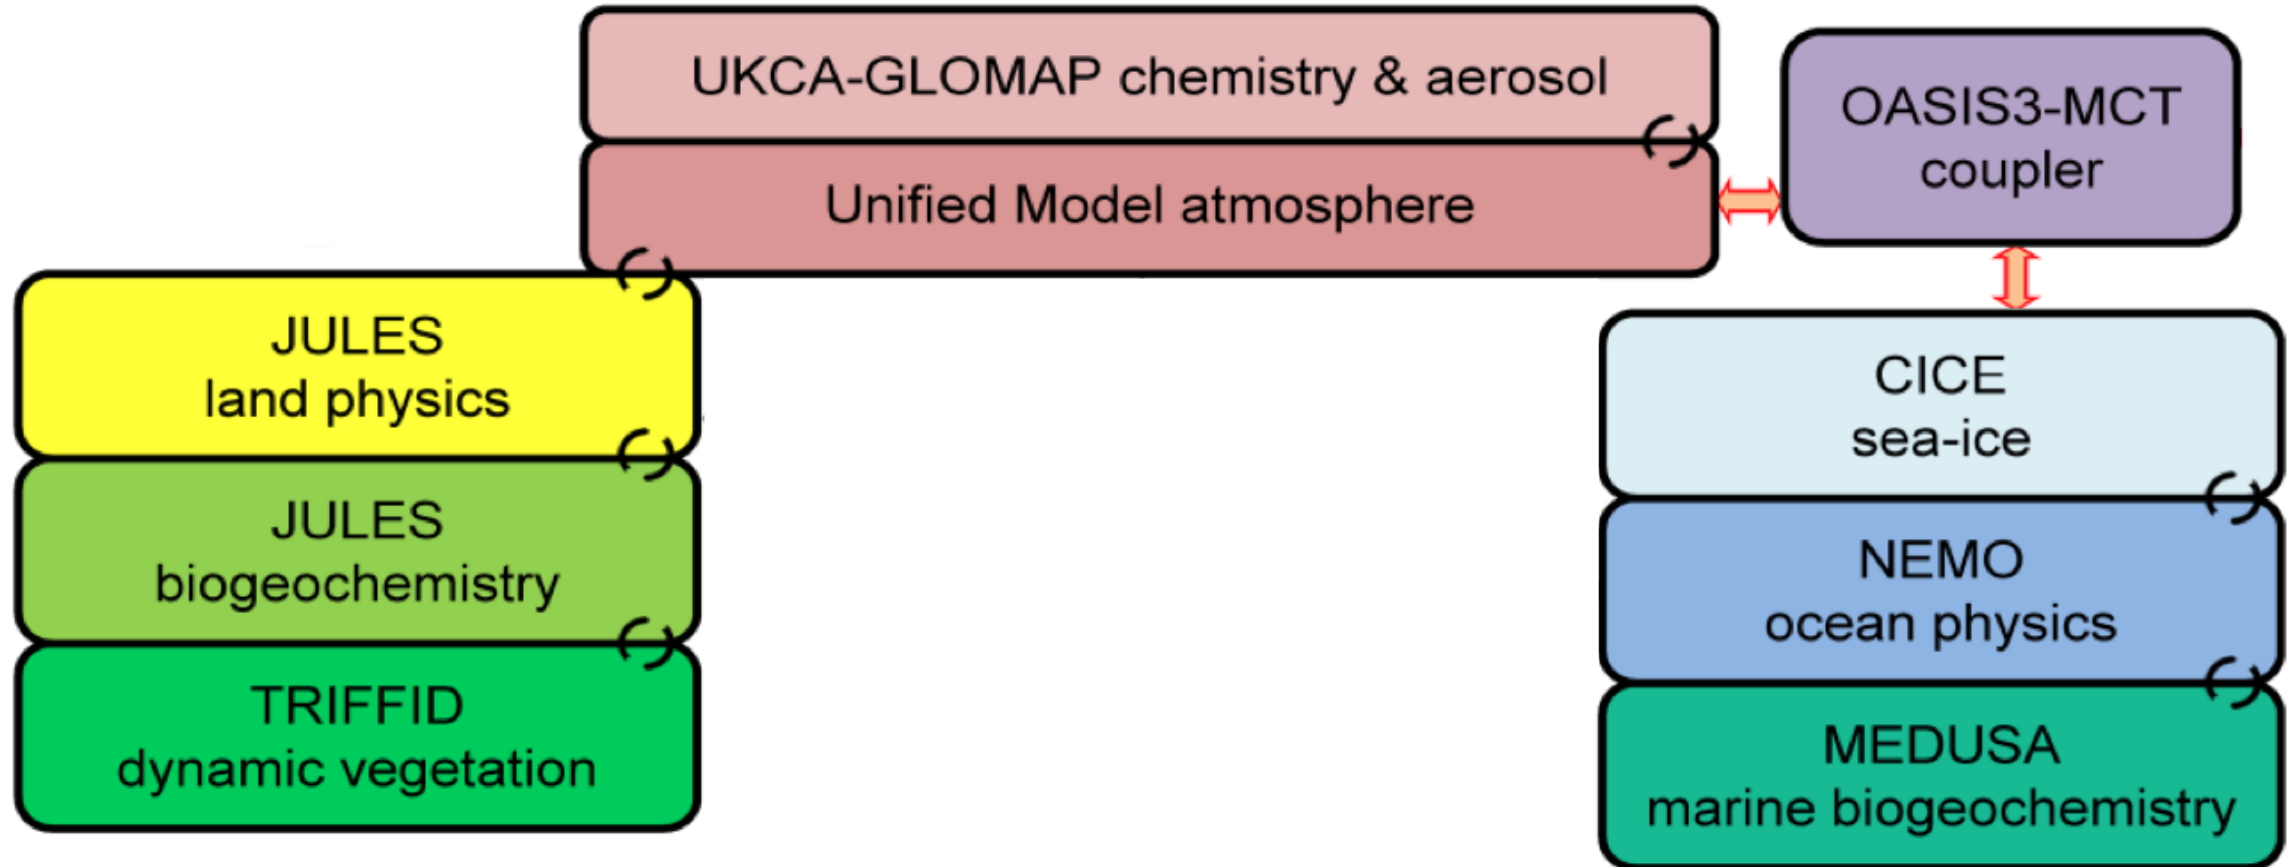 UKCA-GLOMAP chemistry & aerosol
Unified Model atmosphere
OASIS3-MCT
coupler
JULES
land physics
JULES
biogeochemistry
TRIFFID
dynamic vegetation
CICE
sea-ice
NEMO
ocean physics
MEDUSA
marine biogeochemistry